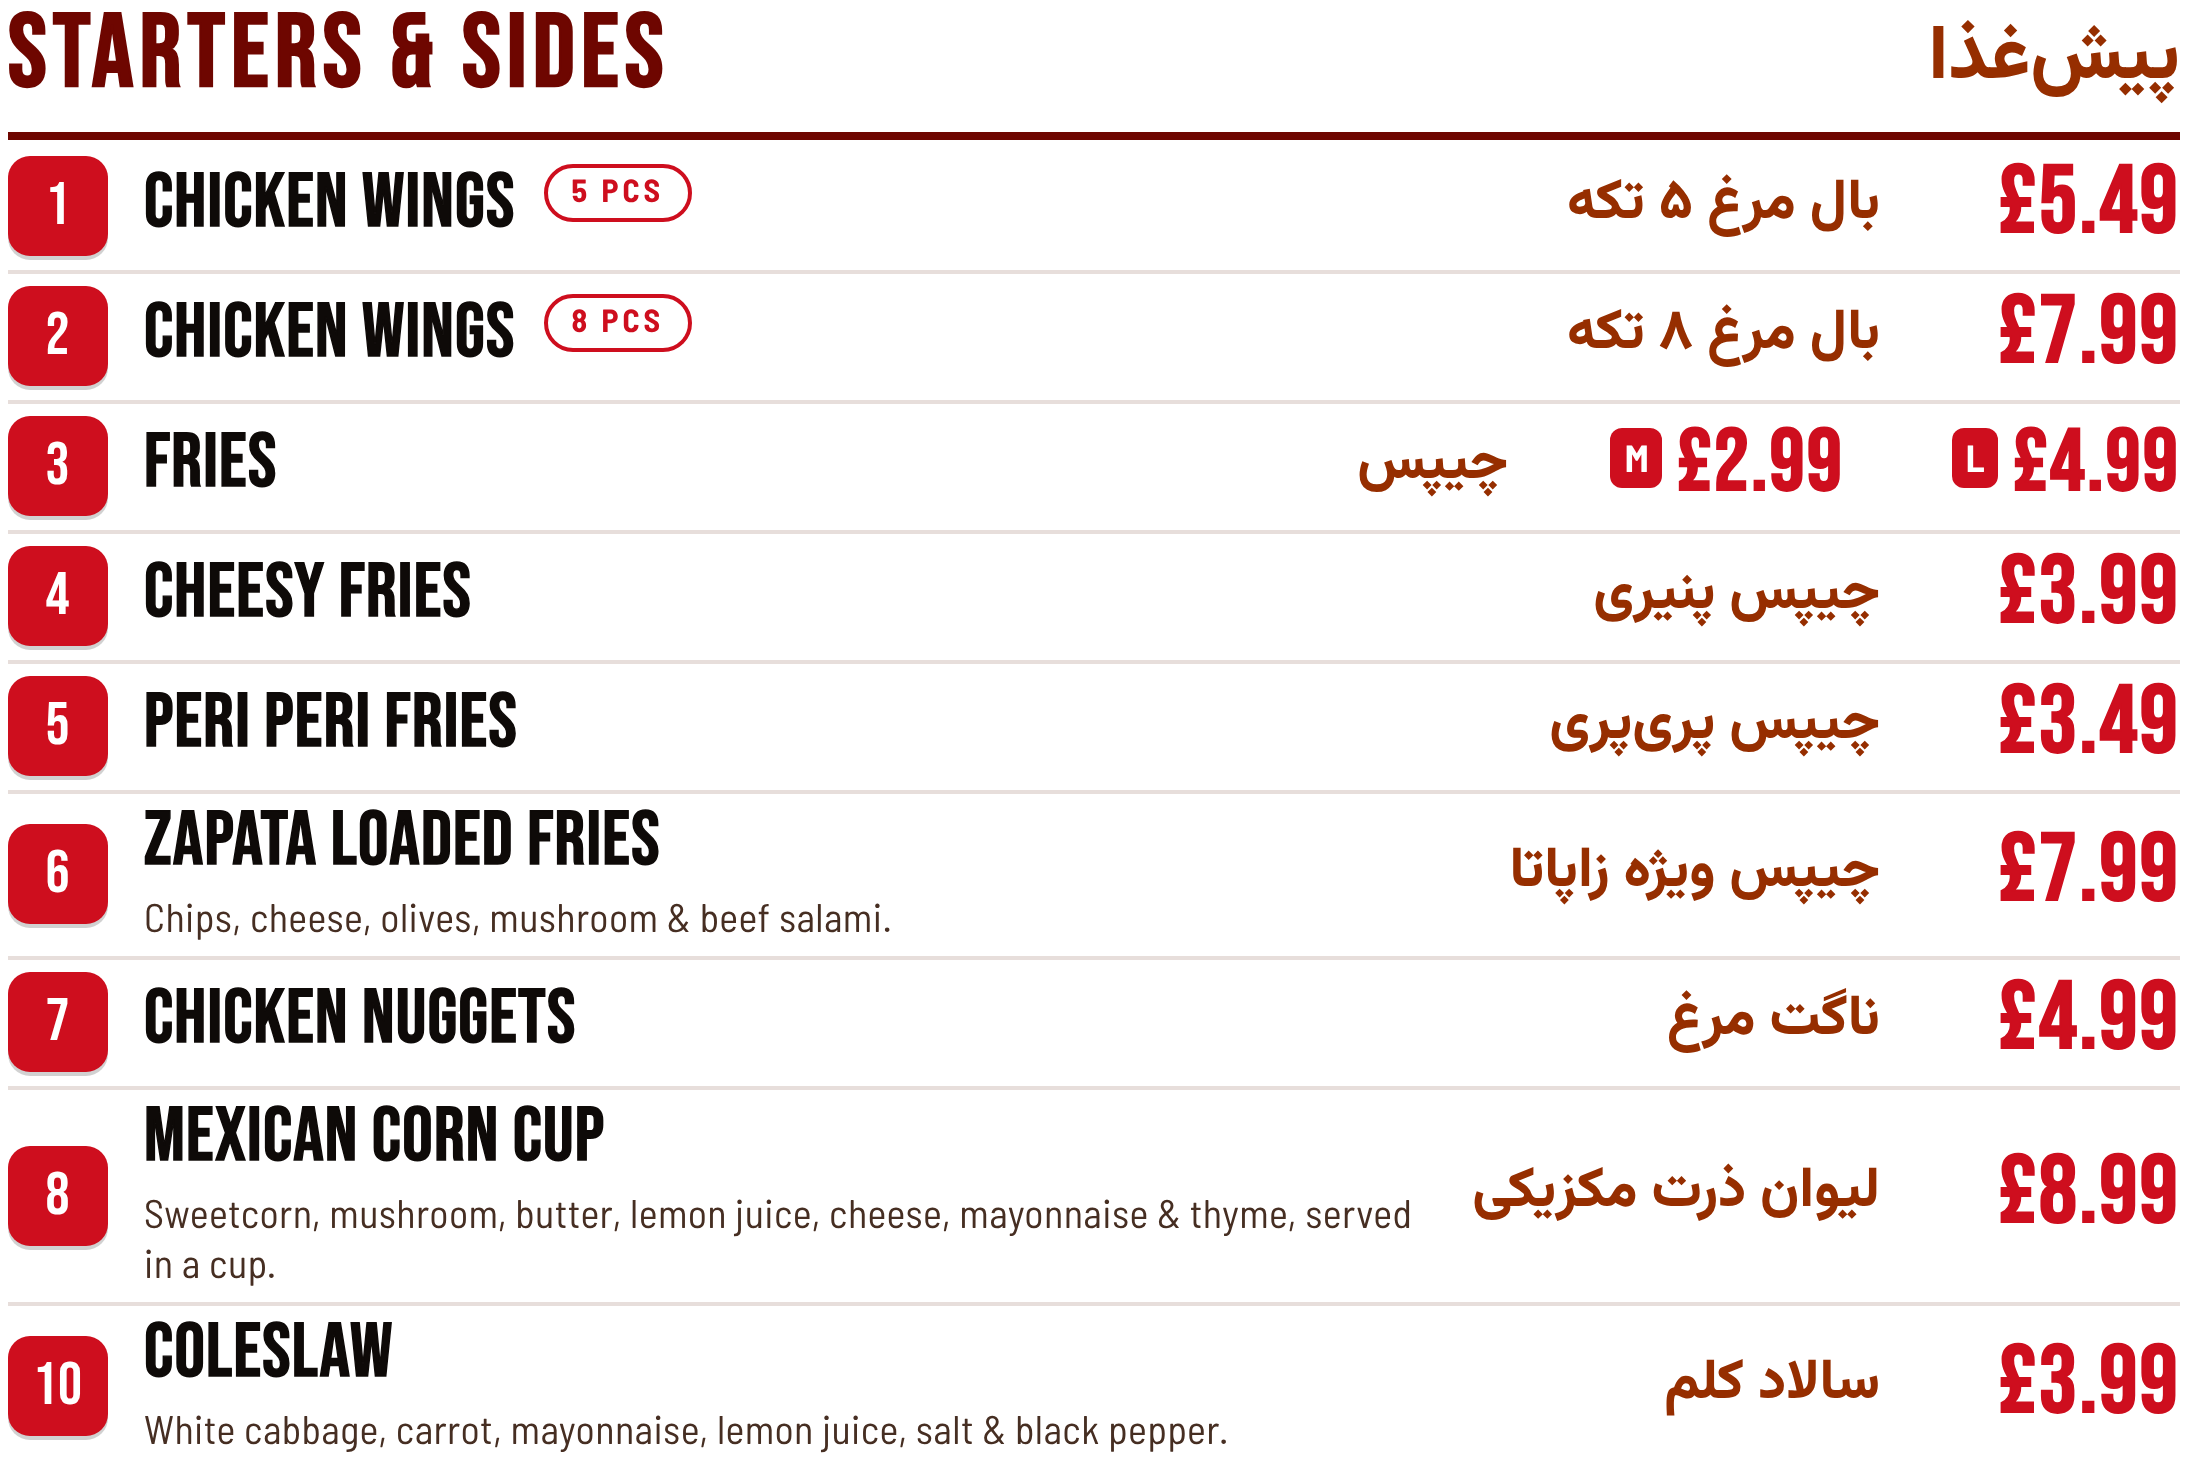 STARTERS & SIDES پیش‌غذا
1 CHICKEN WINGS 5 PCS بال مرغ ۵ تکه £5.49
2 CHICKEN WINGS 8 PCS بال مرغ ۸ تکه £7.99
3 FRIES چیپس M £2.99 L £4.99
4 CHEESY FRIES چیپس پنیری £3.99
5 PERI PERI FRIES چیپس پری‌پری £3.49
6 ZAPATA LOADED FRIES چیپس ویژه زاپاتا £7.99
Chips, cheese, olives, mushroom & beef salami.
7 CHICKEN NUGGETS ناگت مرغ £4.99
8 MEXICAN CORN CUP لیوان ذرت مکزیکی £8.99
Sweetcorn, mushroom, butter, lemon juice, cheese, mayonnaise & thyme, served
in a cup.
10 COLESLAW سالاد کلم £3.99
White cabbage, carrot, mayonnaise, lemon juice, salt & black pepper.